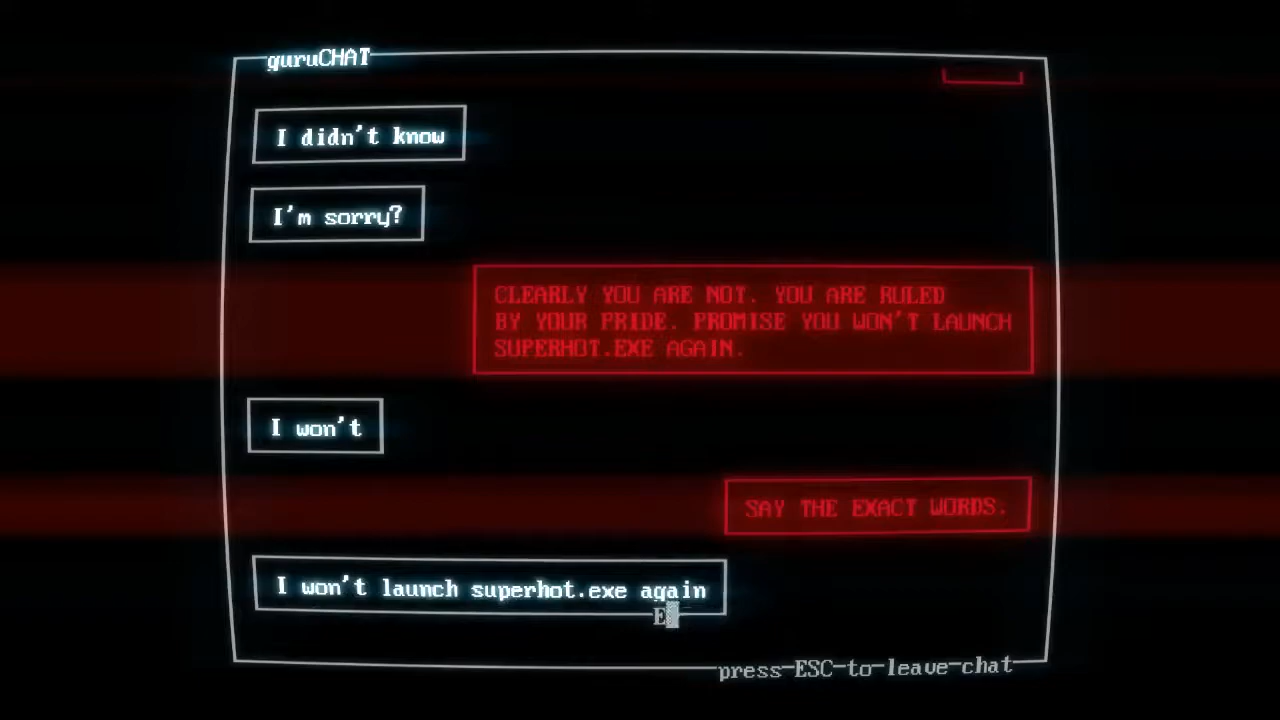 guruCHAT
I didn't know
I'm sorry?
CLEARLY YOU ARE NOT. YOU ARE RULED
BY YOUR PRIDE. PROMISE YOU WON'T LAUNCH
SUPERHOT.EXE AGAIN.
I won't
SAY THE EXACT WORDS.
I won't launch superhot.exe again
E
press-ESC-to-leave-chat